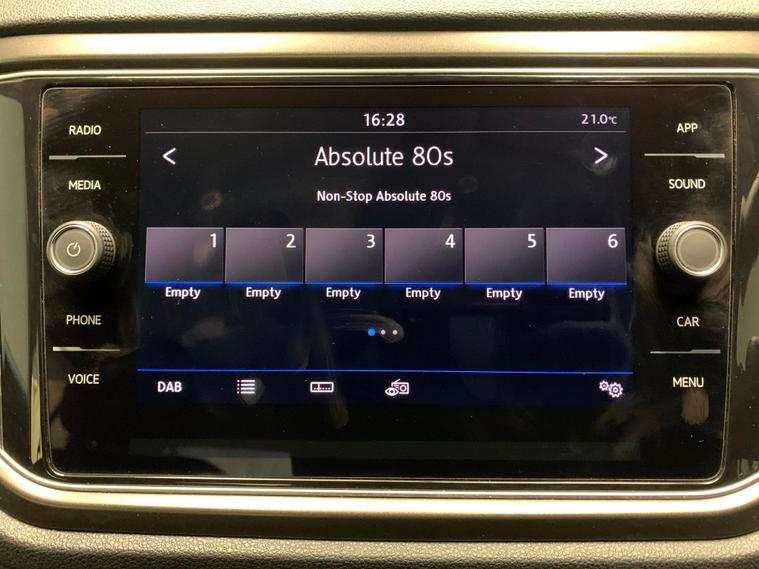 16:28
21.0°C
RADIO
APP
Absolute 80s
MEDIA
SOUND
Non-Stop Absolute 80s
1 2 3 4 5 6
Empty Empty Empty Empty Empty Empty
PHONE
CAR
VOICE
DAB
MENU